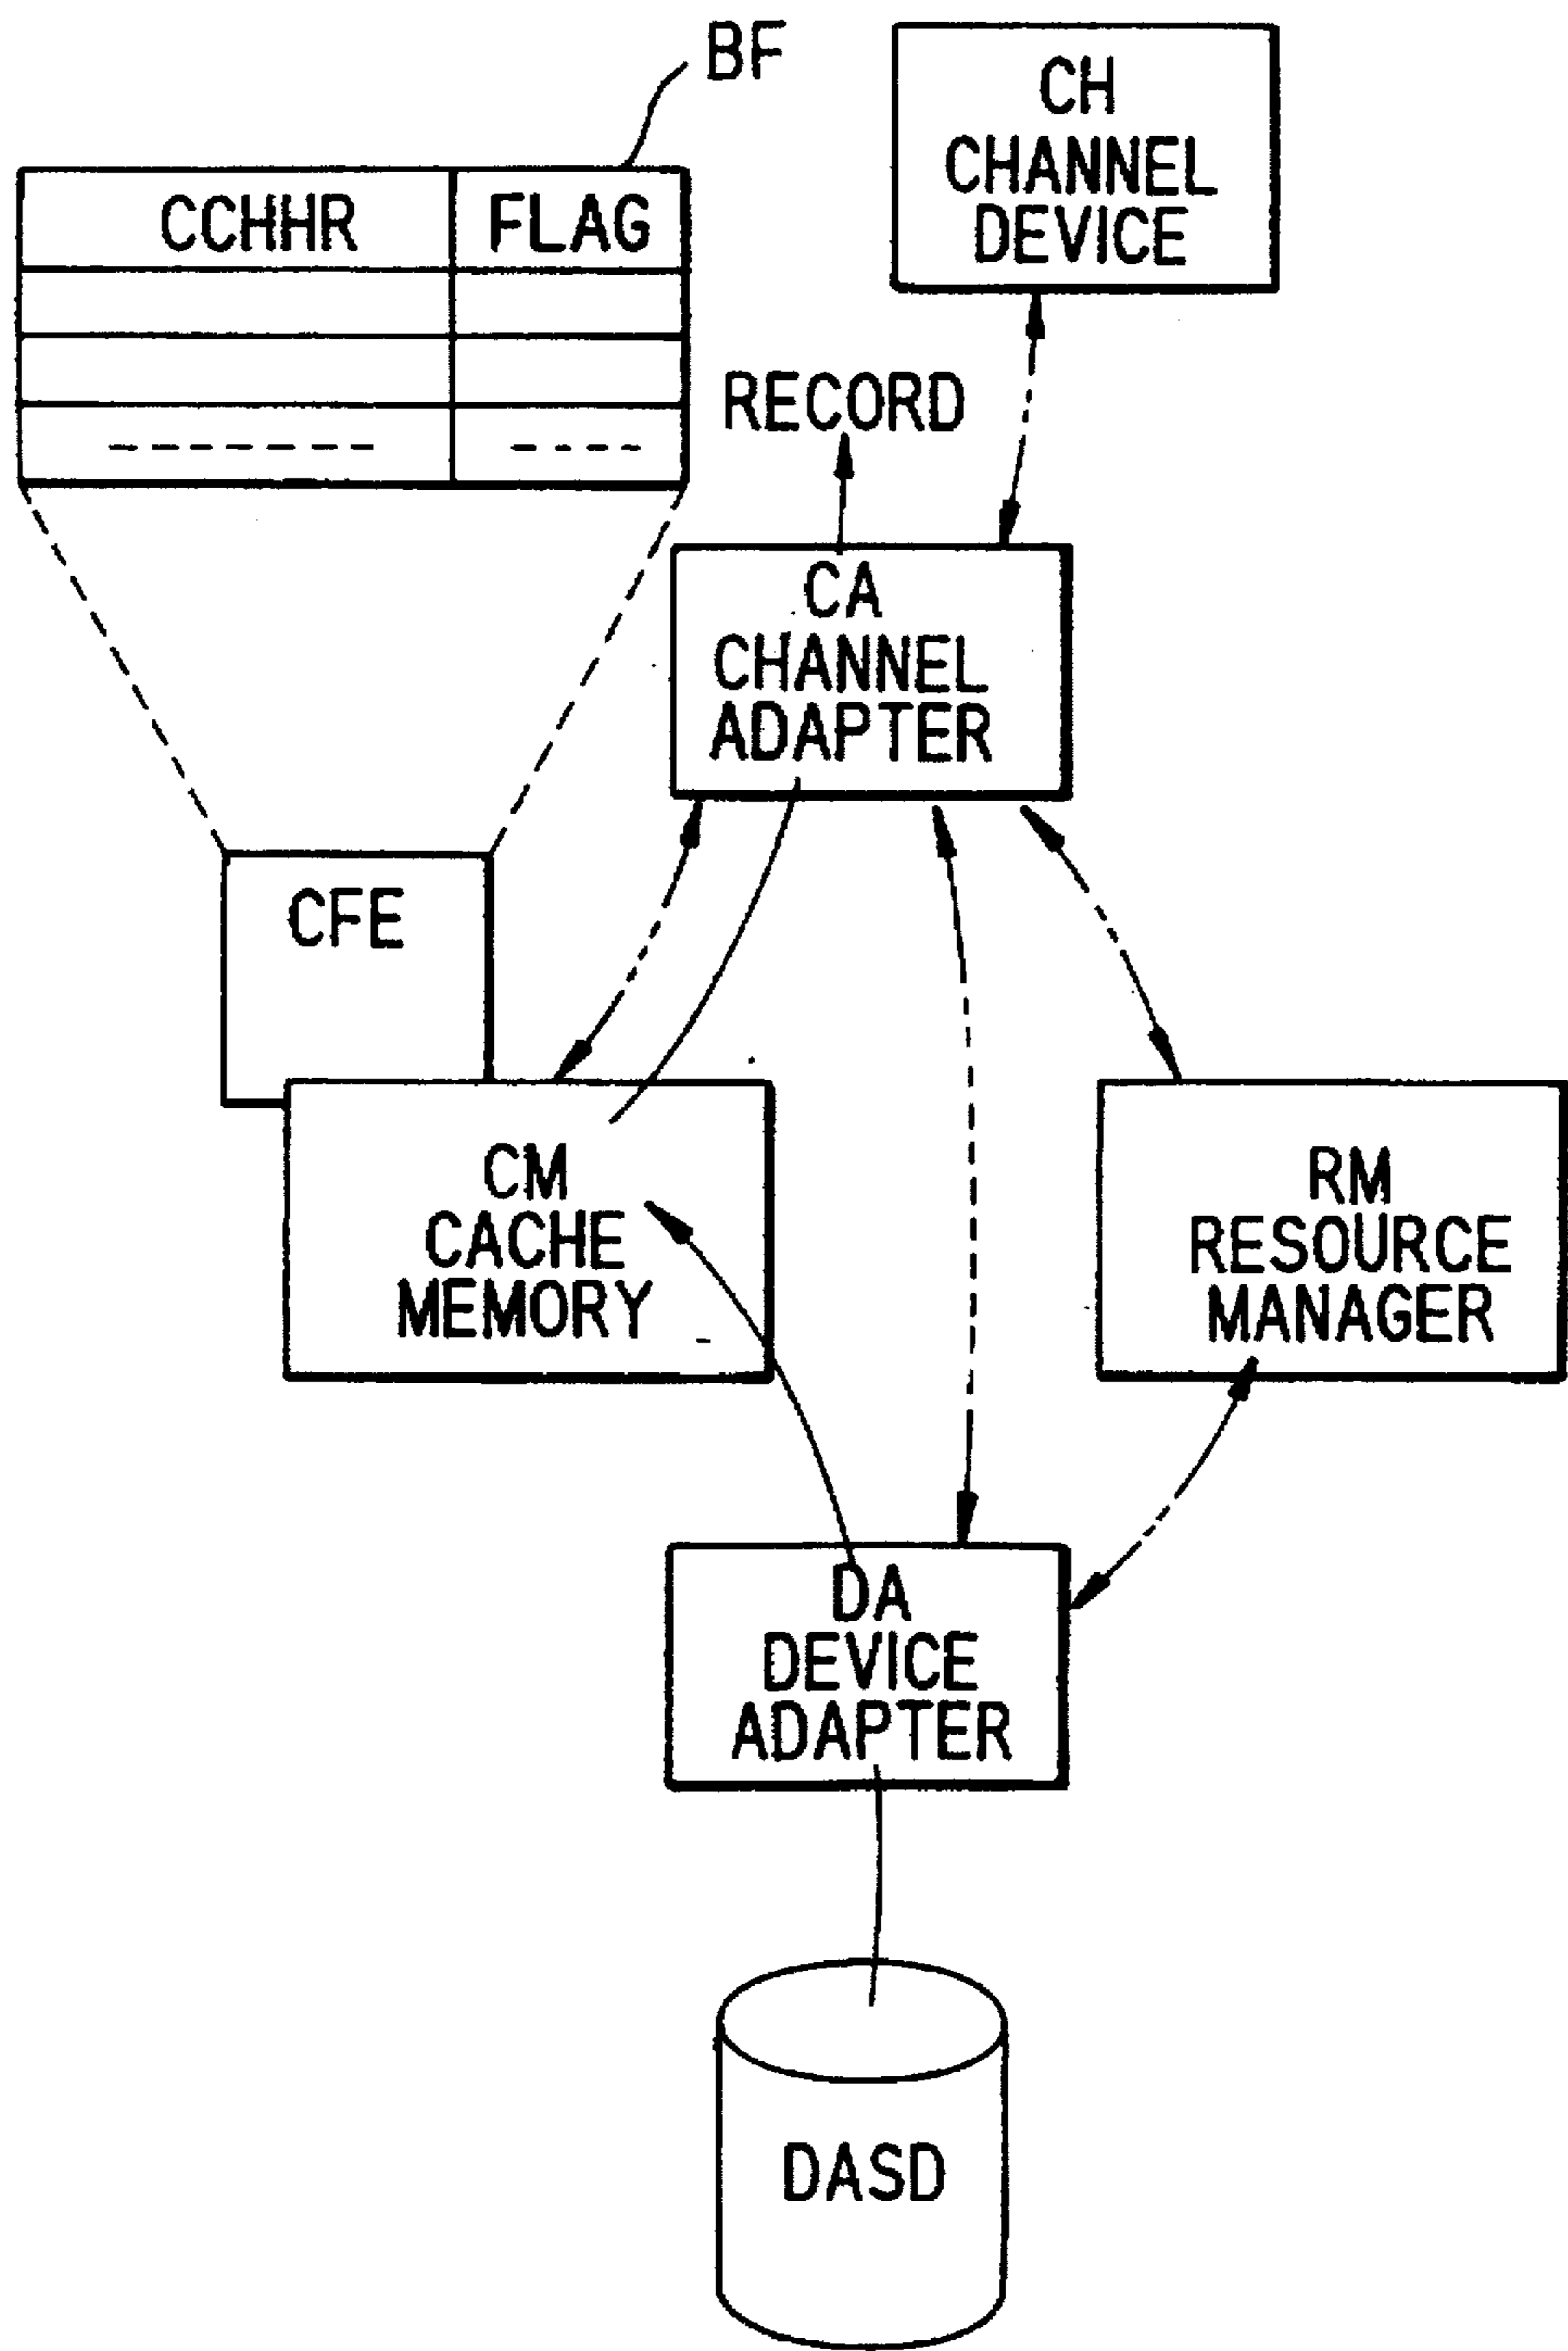 BF
CH
CHANNEL
DEVICE
CCHHR FLAG
RECORD
CA
CHANNEL
ADAPTER
CFE
CM
CACHE
MEMORY
RM
RESOURCE
MANAGER
DA
DEVICE
ADAPTER
DASD